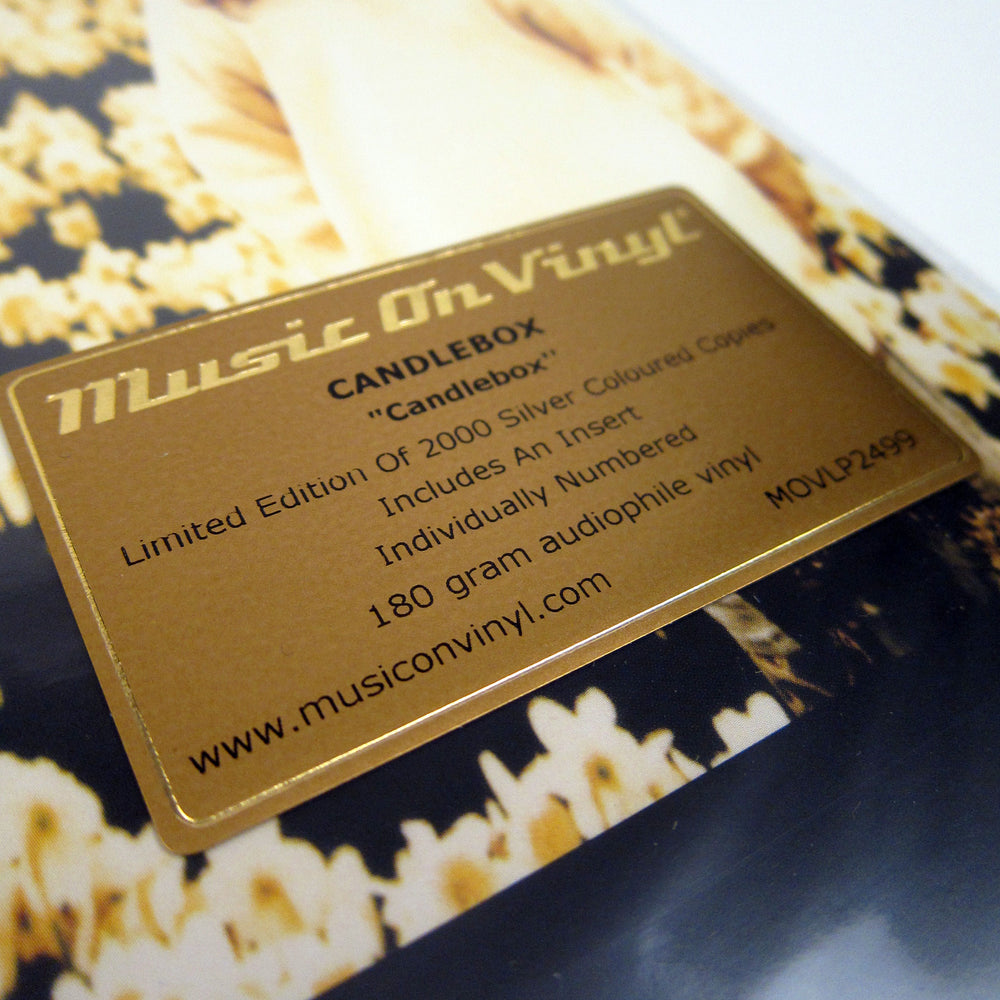 Music On Vinyl®
CANDLEBOX
"Candlebox"
Limited Edition Of 2000 Silver Coloured Copies
Includes An Insert
Individually Numbered
180 gram audiophile vinyl
www.musiconvinyl.com
MOVLP2499